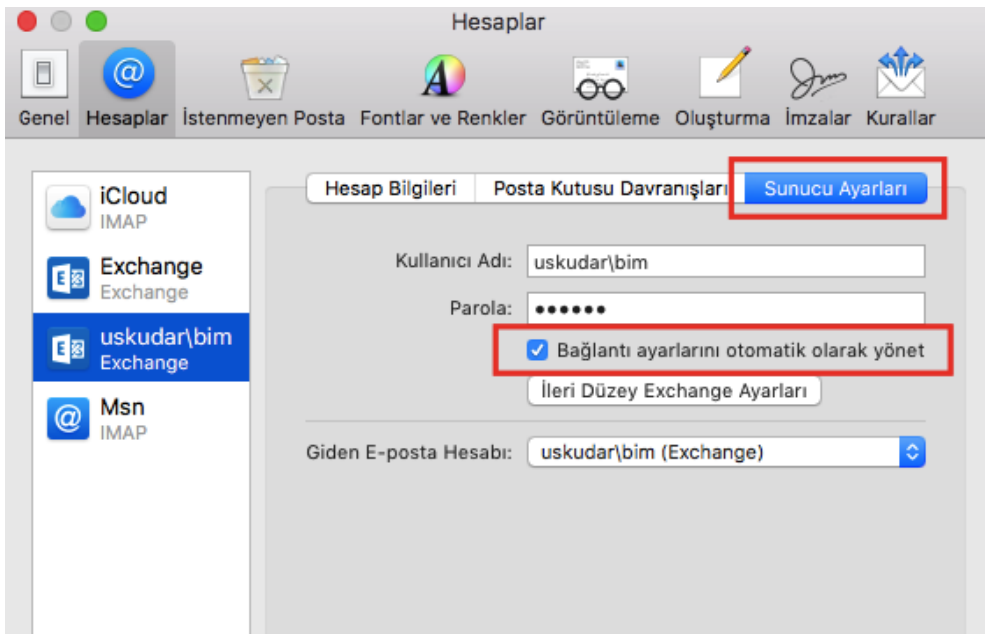 Hesaplar
Genel Hesaplar İstenmeyen Posta Fontlar ve Renkler Görüntüleme Oluşturma İmzalar Kurallar
iCloud
IMAP
Exchange
Exchange
uskudar\bim
Exchange
Msn
IMAP
Hesap Bilgileri Posta Kutusu Davranışları Sunucu Ayarları
Kullanıcı Adı: uskudar\bim
Parola: ••••••
Bağlantı ayarlarını otomatik olarak yönet
İleri Düzey Exchange Ayarları
Giden E-posta Hesabı: uskudar\bim (Exchange)